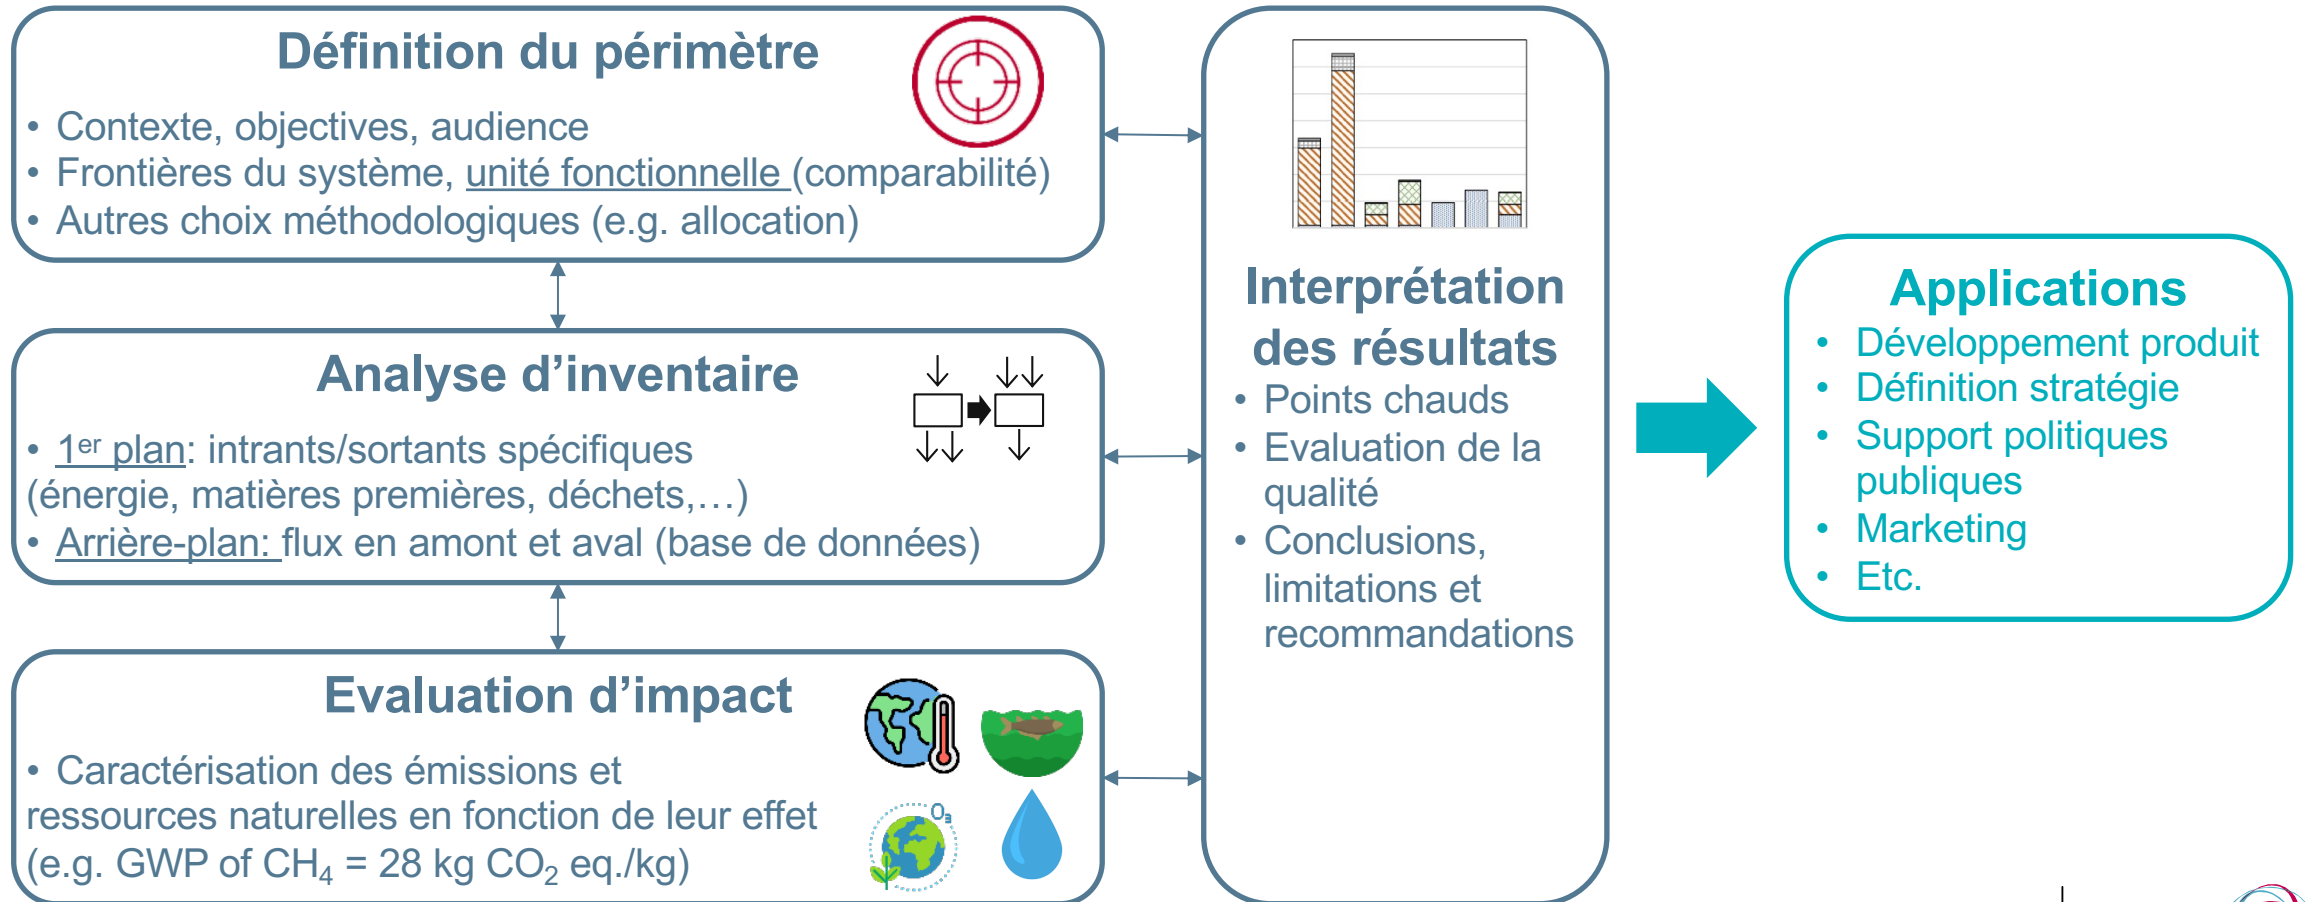 Définition du périmètre
• Contexte, objectives, audience
• Frontières du système, unité fonctionnelle (comparabilité)
• Autres choix méthodologiques (e.g. allocation)
Analyse d’inventaire
• 1er plan: intrants/sortants spécifiques
(énergie, matières premières, déchets,…)
• Arrière-plan: flux en amont et aval (base de données)
Evaluation d’impact
• Caractérisation des émissions et
ressources naturelles en fonction de leur effet
(e.g. GWP of CH₄ = 28 kg CO₂ eq./kg)
O₃
Interprétation
des résultats
• Points chauds
• Evaluation de la
qualité
• Conclusions,
limitations et
recommandations
Applications
• Développement produit
• Définition stratégie
• Support politiques
publiques
• Marketing
• Etc.